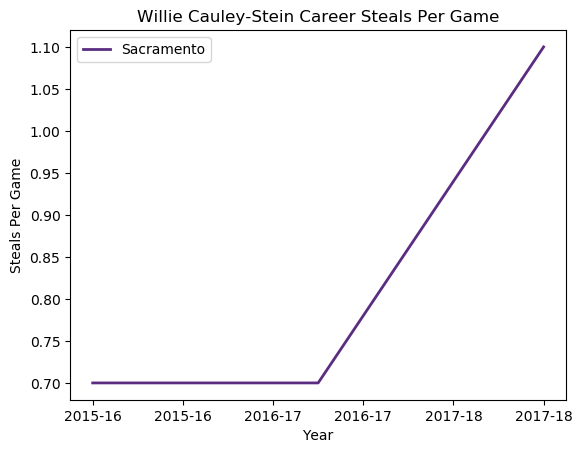 Willie Cauley-Stein Career Steals Per Game
Sacramento
1.10
1.05
1.00
0.95
0.90
0.85
0.80
0.75
0.70
Steals Per Game
2015-16 2015-16 2016-17 2016-17 2017-18 2017-18
Year